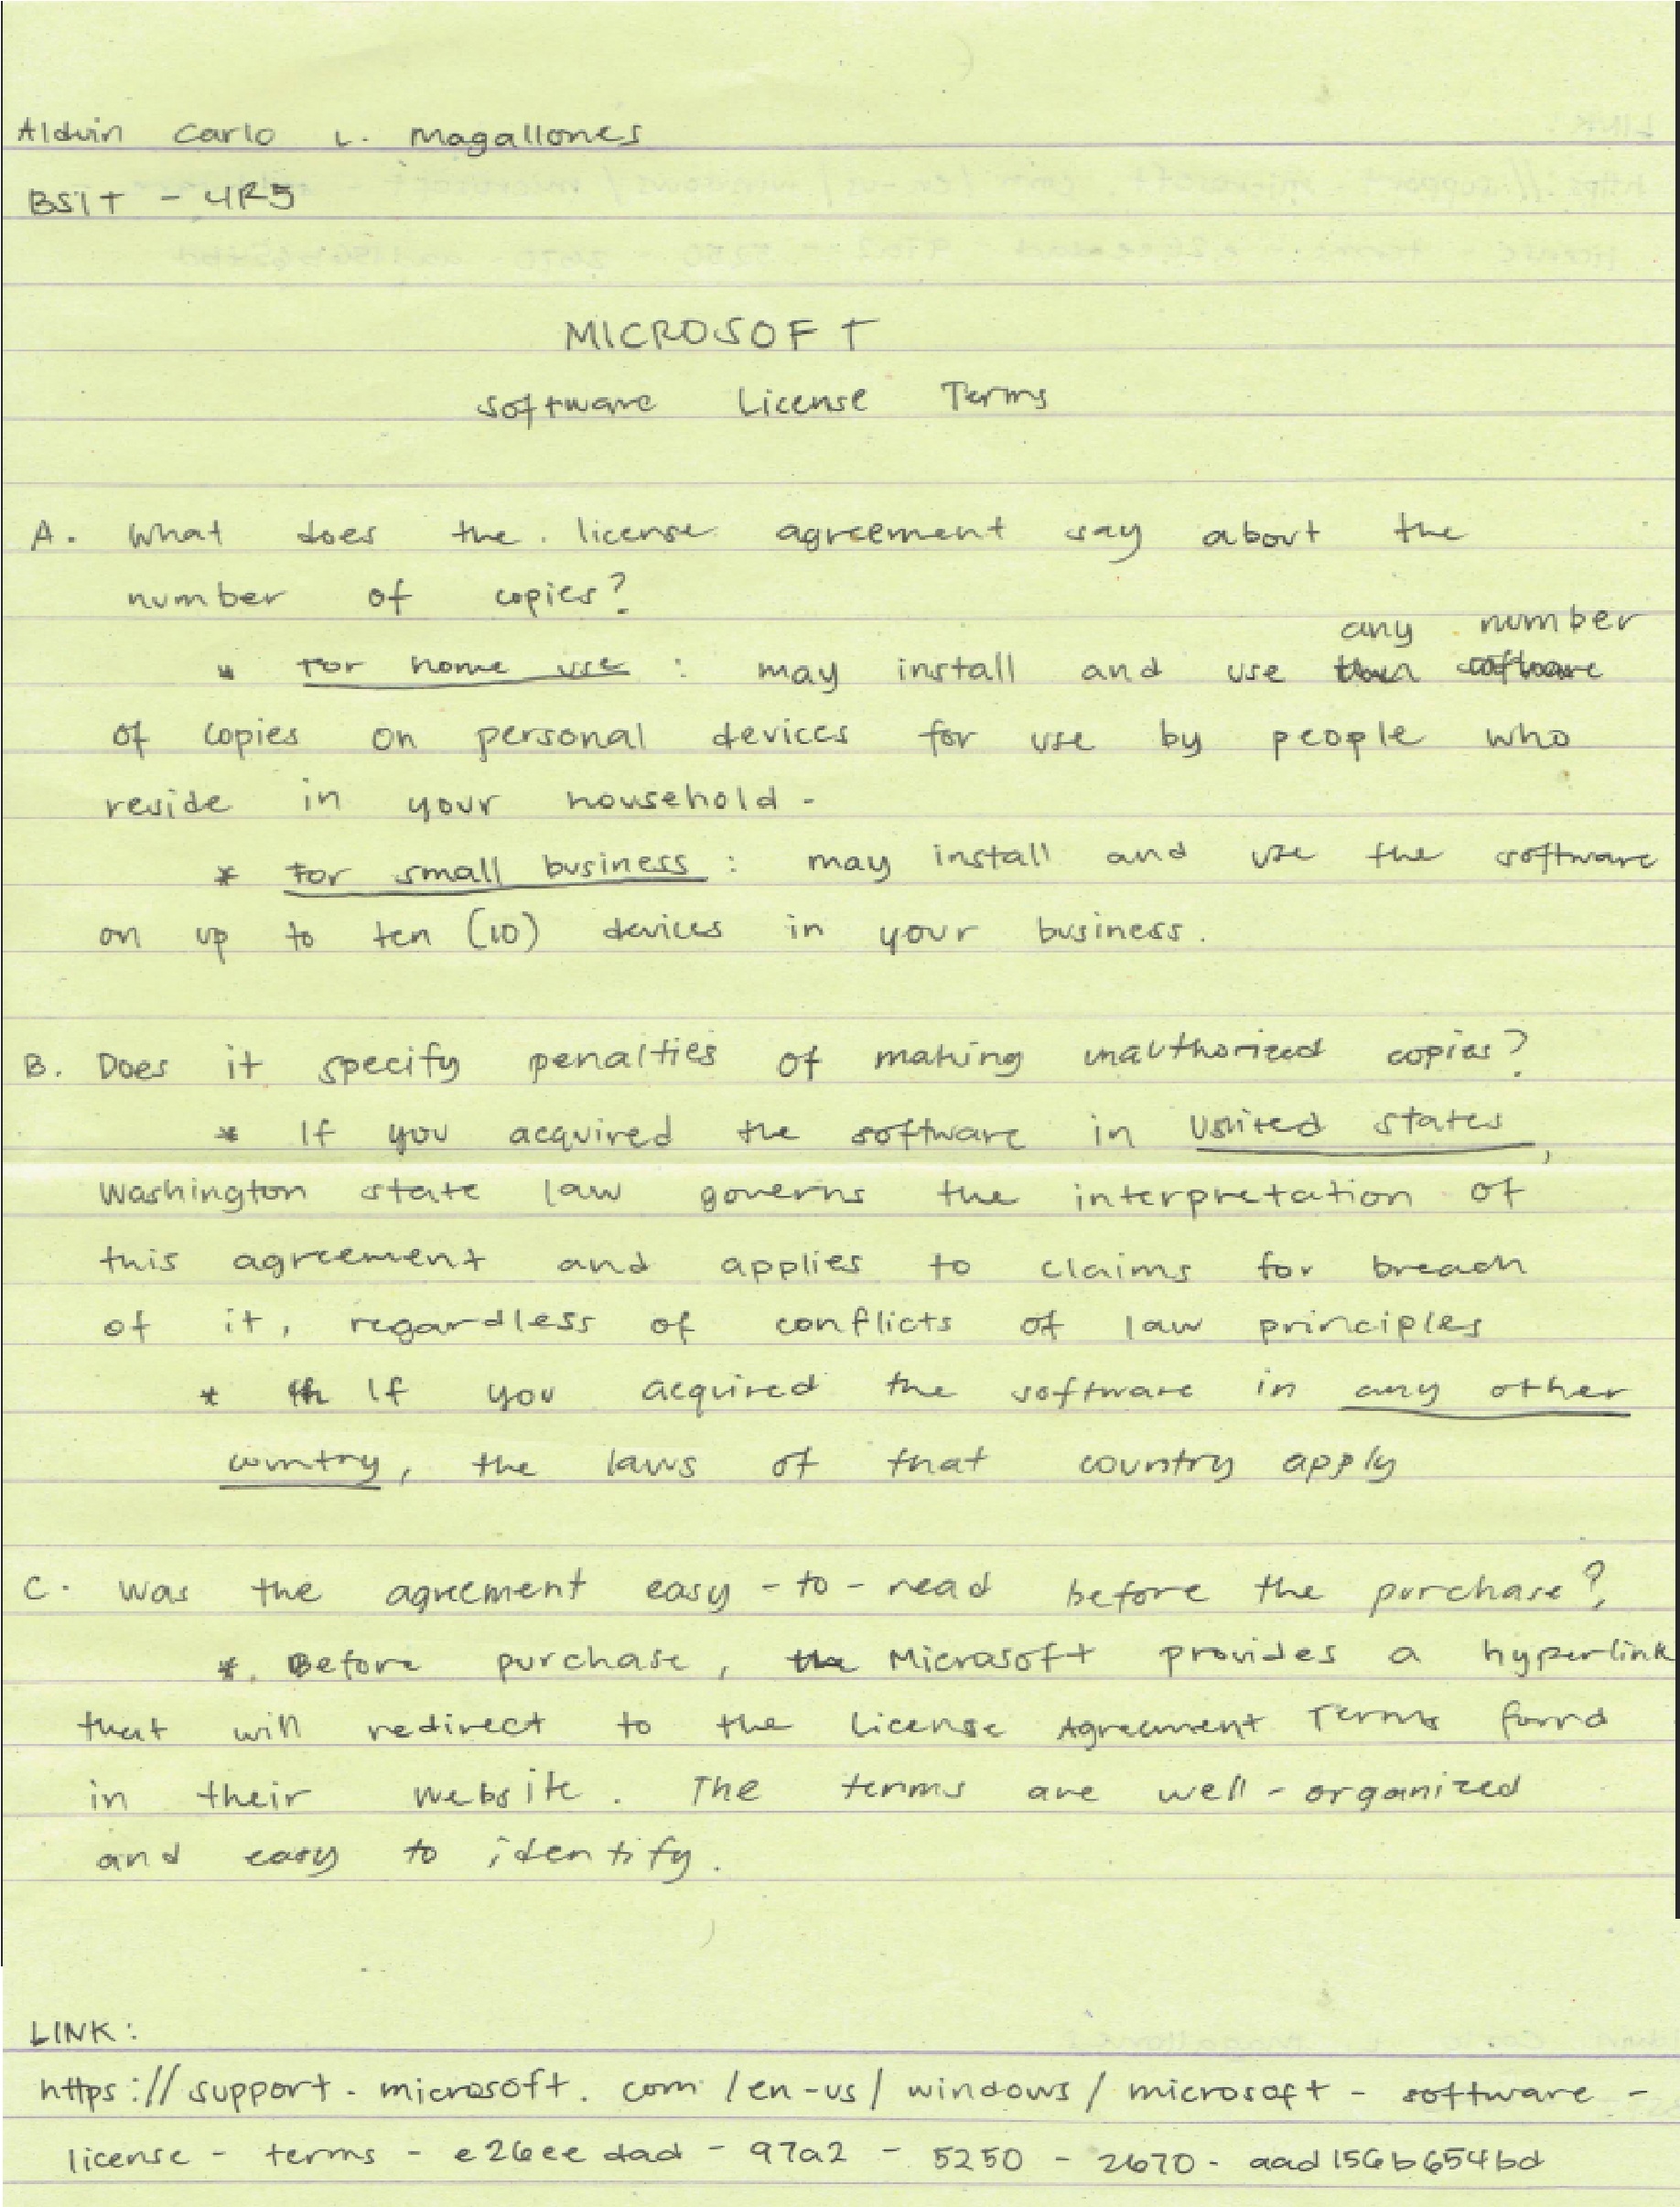 Aldwin Carlo L. Magallones
BSIT - 4R5
MICROSOFT
Software License Terms
A. What does the license agreement say about the
number of copies?
any number
* For home use : may install and use
of copies on personal devices for use by people who
reside in your household -
* For small business : may install and use the software
on up to ten (10) devices in your business.
B. Does it specify penalties of making unauthorized copies?
* If you acquired the software in United States,
Washington state law governs the interpretation of
this agreement and applies to claims for breach
of it, regardless of conflicts of law principles
* If you acquired the software in any other
country, the laws of that country apply
C. Was the agreement easy-to-read before the purchase?
* Before purchase, the Microsoft provides a hyperlink
that will redirect to the License Agreement Terms found
in their website. The terms are well-organized
and easy to identify.
LINK:
https://support.microsoft.com/en-us/windows/microsoft-software-
license-terms-e26eedad-97a2-5250-2670-aad156b654bd